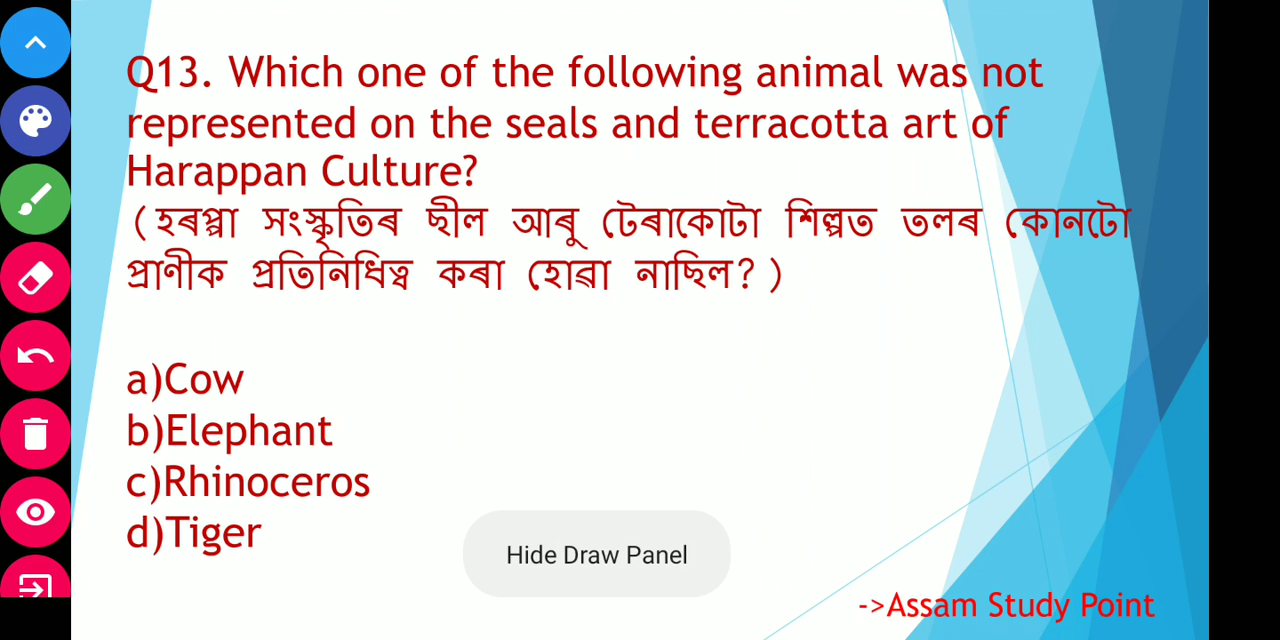 Q13. Which one of the following animal was not
represented on the seals and terracotta art of
Harappan Culture?
(হৰপ্পা সংস্কৃতিৰ ছীল আৰু টেৰাকোটা শিল্পত তলৰ কোনটো
প্ৰাণীক প্ৰতিনিধিত্ব কৰা হোৱা নাছিল?)
a)Cow
b)Elephant
c)Rhinoceros
d)Tiger
Hide Draw Panel
->Assam Study Point